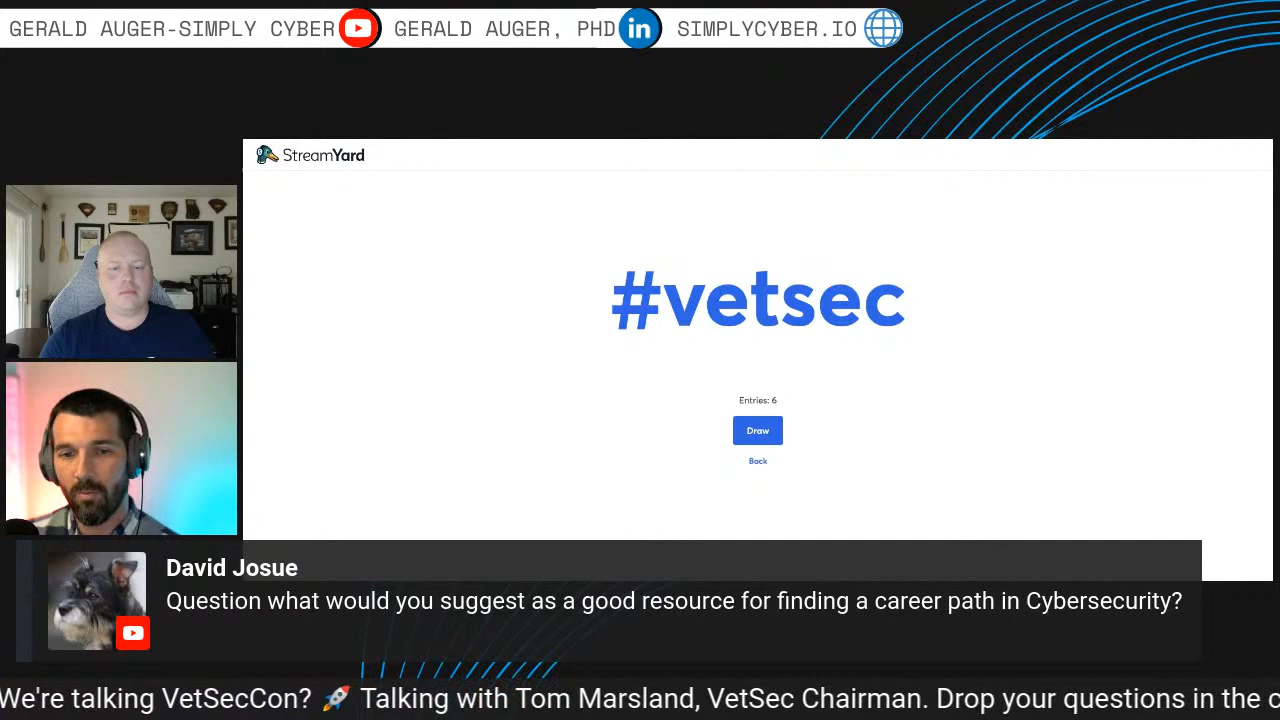 GERALD AUGER-SIMPLY CYBER GERALD AUGER, PHD in SIMPLYCYBER.IO
StreamYard
#vetsec
Entries: 6
Draw
Back
David Josue
Question what would you suggest as a good resource for finding a career path in Cybersecurity?
We're talking VetSecCon? 🚀 Talking with Tom Marsland, VetSec Chairman. Drop your questions in the c